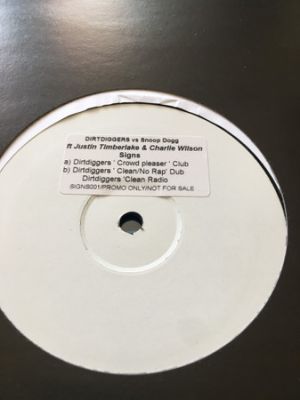 DIRTDIGGERS vs Snoop Dogg
ft Justin Timberlake & Charlie Wilson
Signs
a) Dirtdiggers ' Crowd pleaser ' Club
b) Dirtdiggers ' Clean/No Rap' Dub
Dirtdiggers 'Clean Radio
SIGNS001/PROMO ONLY/NOT FOR SALE